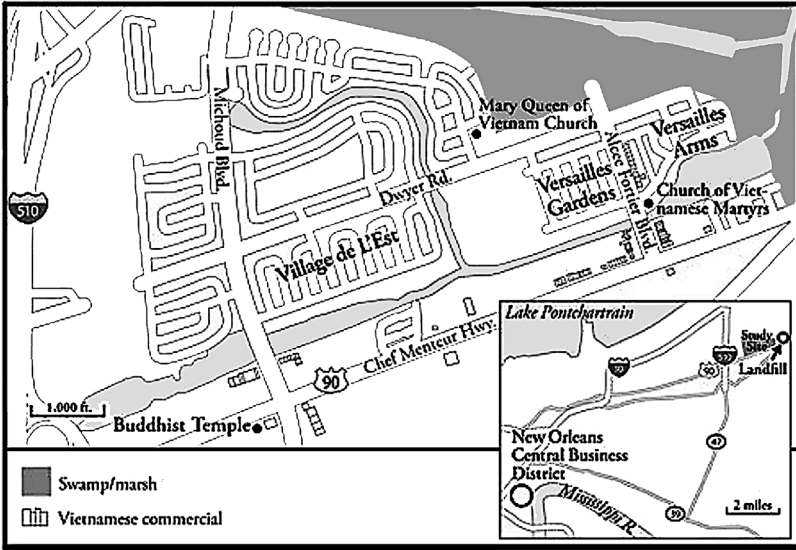 Michoud Blvd.
Mary Queen of
Vietnam Church
Versailles
Arms
Alcee Fortier Blvd.
Dwyer Rd.
Versailles
Gardens
Church of Viet-
namese Martyrs
510
Village de L'Est
Chef Menteur Hwy.
90
1,000 ft.
Buddhist Temple
Swamp/marsh
Vietnamese commercial
Lake Pontchartrain
Study
Site
Landfill
90
47
New Orleans
Central Business
District
Mississippi R.
39
2 miles